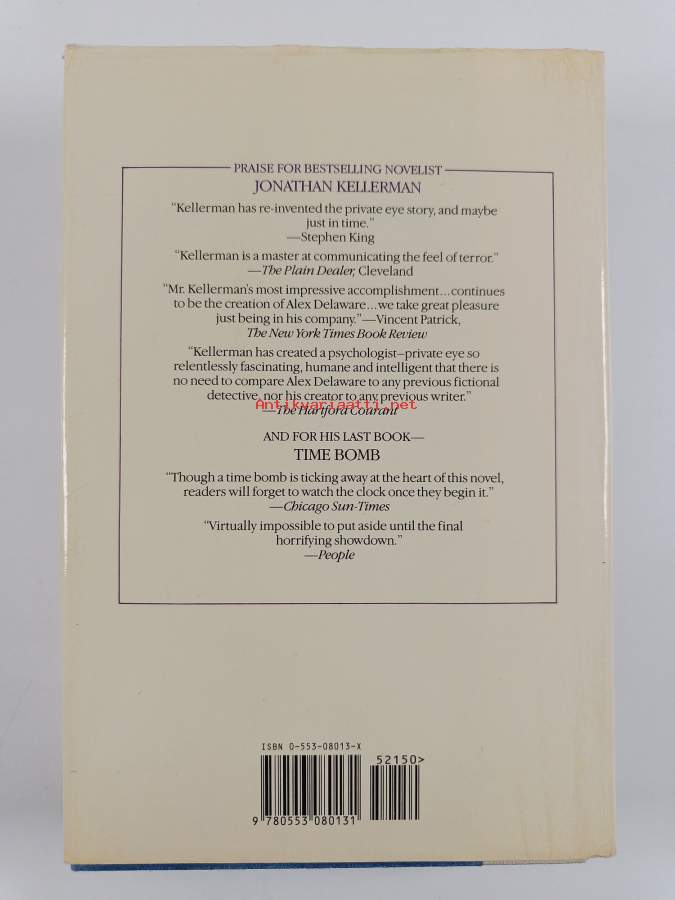 PRAISE FOR BESTSELLING NOVELIST
JONATHAN KELLERMAN
“Kellerman has re-invented the private eye story, and maybe
just in time.”
—Stephen King
“Kellerman is a master at communicating the feel of terror.”
—The Plain Dealer, Cleveland
“Mr. Kellerman's most impressive accomplishment...continues
to be the creation of Alex Delaware...we take great pleasure
just being in his company.”—Vincent Patrick,
The New York Times Book Review
“Kellerman has created a psychologist–private eye so
relentlessly fascinating, humane and intelligent that there is
no need to compare Alex Delaware to any previous fictional
detective, nor his creator to any previous writer.”
Antikvariaatti.net
—The Hartford Courant
AND FOR HIS LAST BOOK—
TIME BOMB
“Though a time bomb is ticking away at the heart of this novel,
readers will forget to watch the clock once they begin it.”
—Chicago Sun-Times
“Virtually impossible to put aside until the final
horrifying showdown.”
—People
ISBN 0-553-08013-X
52150>
9 780553 080131